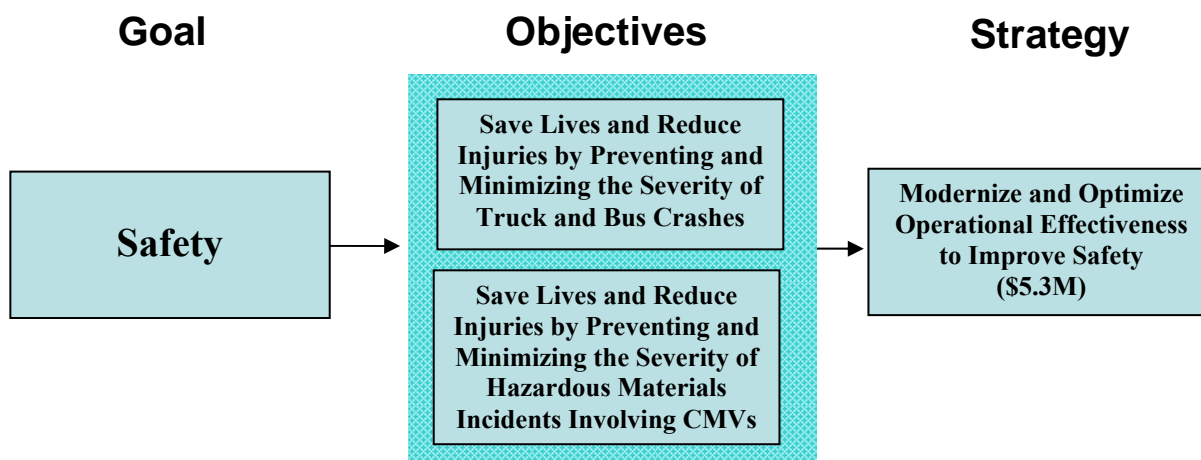 Goal
Objectives
Strategy
Safety
Save Lives and Reduce
Injuries by Preventing and
Minimizing the Severity of
Truck and Bus Crashes
Save Lives and Reduce
Injuries by Preventing and
Minimizing the Severity of
Hazardous Materials
Incidents Involving CMVs
Modernize and Optimize
Operational Effectiveness
to Improve Safety
($5.3M)